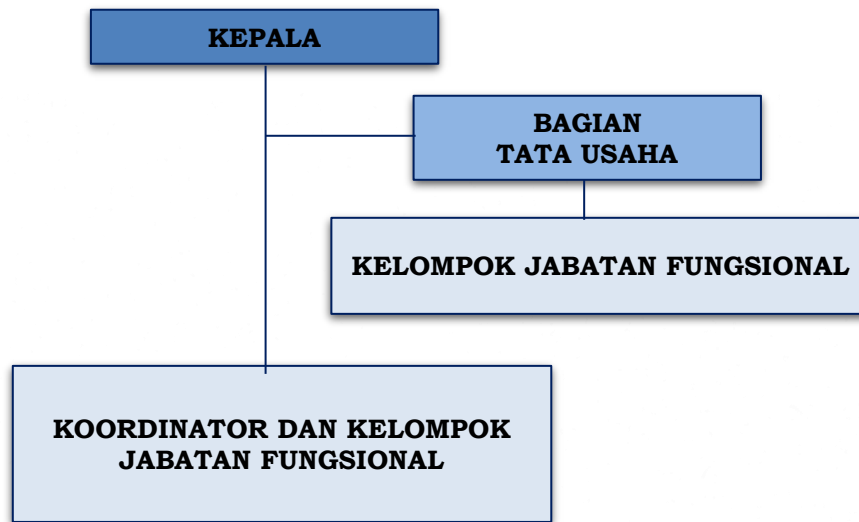 KEPALA
BAGIAN
TATA USAHA
KELOMPOK JABATAN FUNGSIONAL
KOORDINATOR DAN KELOMPOK
JABATAN FUNGSIONAL